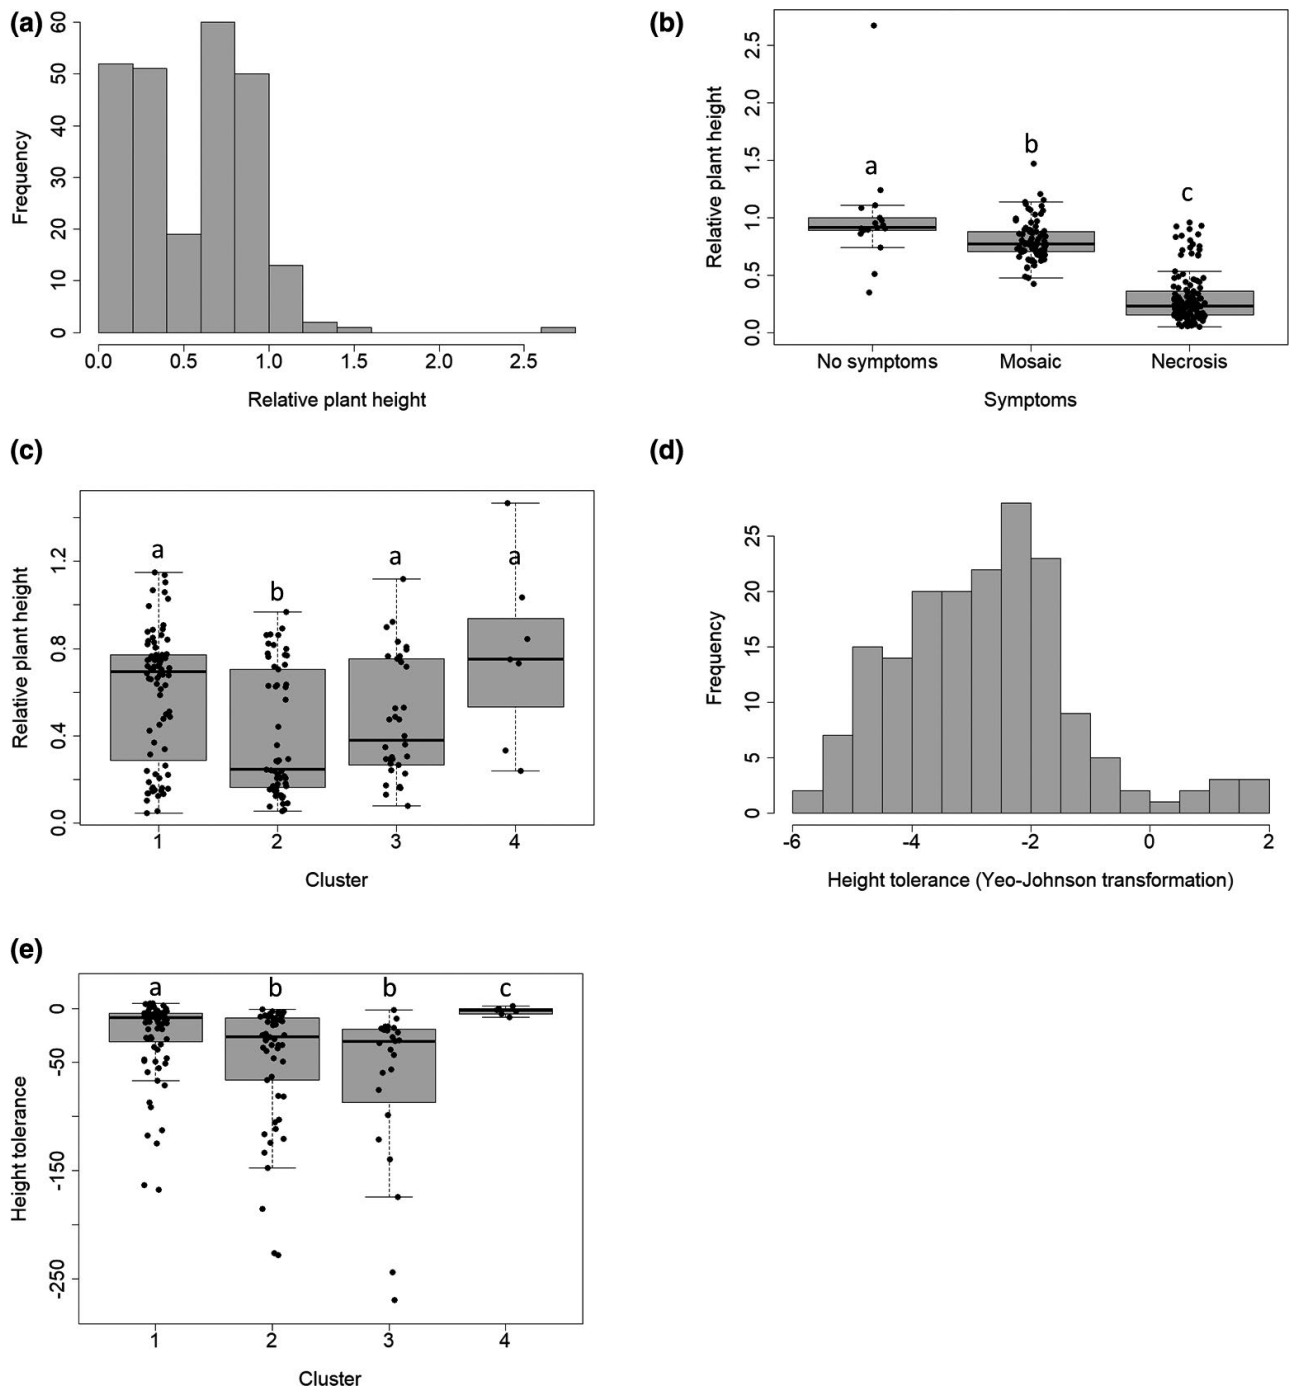 (a)
Frequency
60
50
40
30
20
10
0
0.0 0.5 1.0 1.5 2.0 2.5
Relative plant height
(b)
Relative plant height
2.5
2.0
1.5
1.0
0.5
0.0
a b c
No symptoms Mosaic Necrosis
Symptoms
(c)
Relative plant height
1.2
0.8
0.4
0.0
a b a a
1 2 3 4
Cluster
(d)
Frequency
25
20
15
10
5
0
-6 -4 -2 0 2
Height tolerance (Yeo-Johnson transformation)
(e)
Height tolerance
0
-50
-150
-250
a b b c
1 2 3 4
Cluster